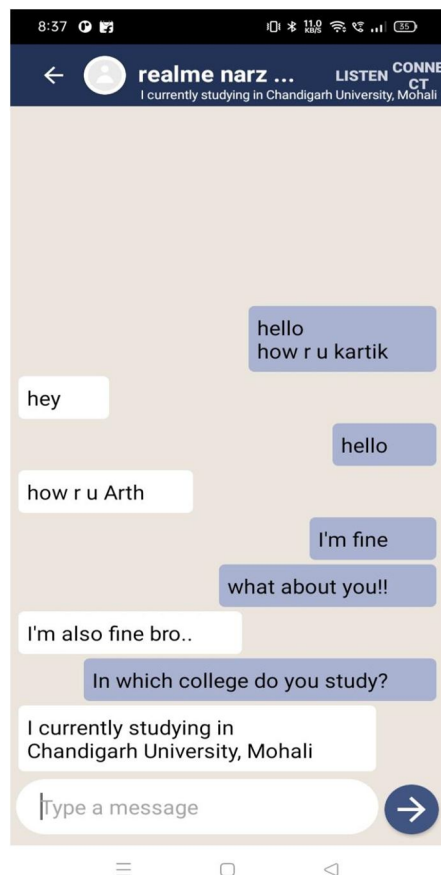 8:37
11.0
KB/S
35
realme narz ...
LISTEN
CONNE
CT
I currently studying in Chandigarh University, Mohali
hello
how r u kartik
hey
hello
how r u Arth
I'm fine
what about you!!
I'm also fine bro..
In which college do you study?
I currently studying in
Chandigarh University, Mohali
Type a message